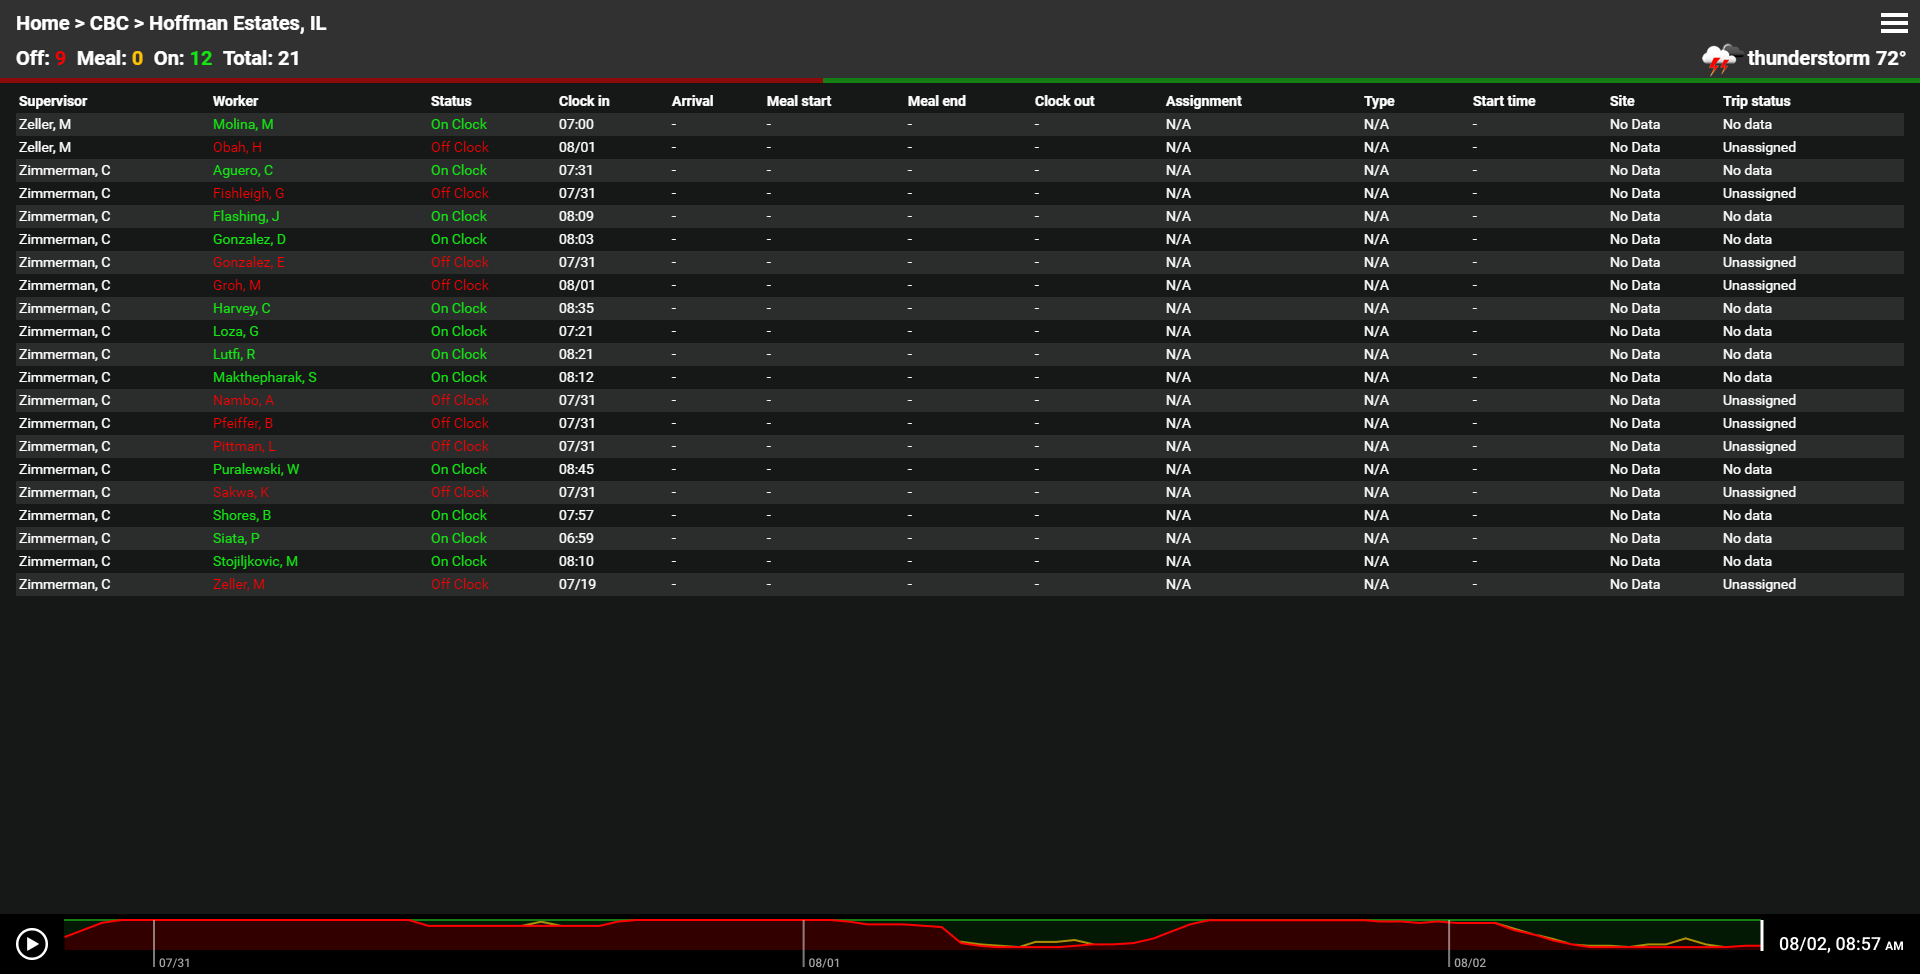 Home > CBC > Hoffman Estates, IL
Off: 9 Meal: 0 On: 12 Total: 21
thunderstorm 72°
Supervisor Worker Status Clock in Arrival Meal start Meal end Clock out Assignment Type Start time Site Trip status
Zeller, M Molina, M On Clock 07:00 - - - - N/A N/A - No Data No data
Zeller, M Obah, H Off Clock 08/01 - - - - N/A N/A - No Data Unassigned
Zimmerman, C Aguero, C On Clock 07:31 - - - - N/A N/A - No Data No data
Zimmerman, C Fishleigh, G Off Clock 07/31 - - - - N/A N/A - No Data Unassigned
Zimmerman, C Flashing, J On Clock 08:09 - - - - N/A N/A - No Data No data
Zimmerman, C Gonzalez, D On Clock 08:03 - - - - N/A N/A - No Data No data
Zimmerman, C Gonzalez, E Off Clock 07/31 - - - - N/A N/A - No Data Unassigned
Zimmerman, C Groh, M Off Clock 08/01 - - - - N/A N/A - No Data Unassigned
Zimmerman, C Harvey, C On Clock 08:35 - - - - N/A N/A - No Data No data
Zimmerman, C Loza, G On Clock 07:21 - - - - N/A N/A - No Data No data
Zimmerman, C Lutfi, R On Clock 08:21 - - - - N/A N/A - No Data No data
Zimmerman, C Makthepharak, S On Clock 08:12 - - - - N/A N/A - No Data No data
Zimmerman, C Nambo, A Off Clock 07/31 - - - - N/A N/A - No Data Unassigned
Zimmerman, C Pfeiffer, B Off Clock 07/31 - - - - N/A N/A - No Data Unassigned
Zimmerman, C Pittman, L Off Clock 07/31 - - - - N/A N/A - No Data Unassigned
Zimmerman, C Puralewski, W On Clock 08:45 - - - - N/A N/A - No Data No data
Zimmerman, C Sakwa, K Off Clock 07/31 - - - - N/A N/A - No Data Unassigned
Zimmerman, C Shores, B On Clock 07:57 - - - - N/A N/A - No Data No data
Zimmerman, C Siata, P On Clock 06:59 - - - - N/A N/A - No Data No data
Zimmerman, C Stojiljkovic, M On Clock 08:10 - - - - N/A N/A - No Data No data
Zimmerman, C Zeller, M Off Clock 07/19 - - - - N/A N/A - No Data Unassigned
08/02, 08:57 AM
07/31 08/01 08/02